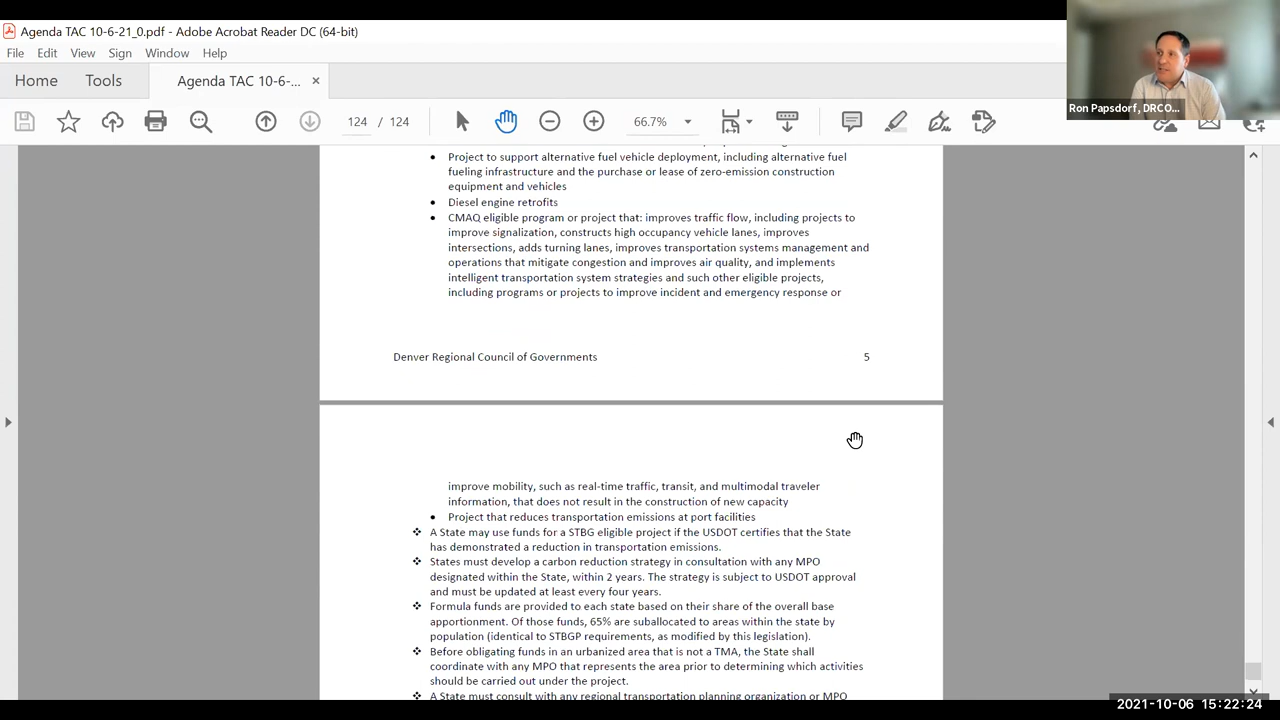 Agenda TAC 10-6-21_0.pdf - Adobe Acrobat Reader DC (64-bit)
File Edit View Sign Window Help
Home Tools Agenda TAC 10-6-... ×
Ron Papsdorf, DRCO...
124 / 124 66.7%
• Project to support alternative fuel vehicle deployment, including alternative fuel
fueling infrastructure and the purchase or lease of zero-emission construction
equipment and vehicles
• Diesel engine retrofits
• CMAQ eligible program or project that: improves traffic flow, including projects to
improve signalization, constructs high occupancy vehicle lanes, improves
intersections, adds turning lanes, improves transportation systems management and
operations that mitigate congestion and improves air quality, and implements
intelligent transportation system strategies and such other eligible projects,
including programs or projects to improve incident and emergency response or
Denver Regional Council of Governments 5
improve mobility, such as real-time traffic, transit, and multimodal traveler
information, that does not result in the construction of new capacity
• Project that reduces transportation emissions at port facilities
❖ A State may use funds for a STBG eligible project if the USDOT certifies that the State
has demonstrated a reduction in transportation emissions.
❖ States must develop a carbon reduction strategy in consultation with any MPO
designated within the State, within 2 years. The strategy is subject to USDOT approval
and must be updated at least every four years.
❖ Formula funds are provided to each state based on their share of the overall base
apportionment. Of those funds, 65% are suballocated to areas within the state by
population (identical to STBGP requirements, as modified by this legislation).
❖ Before obligating funds in an urbanized area that is not a TMA, the State shall
coordinate with any MPO that represents the area prior to determining which activities
should be carried out under the project.
❖ A State must consult with any regional transportation planning organization or MPO
2021-10-06 15:22:24